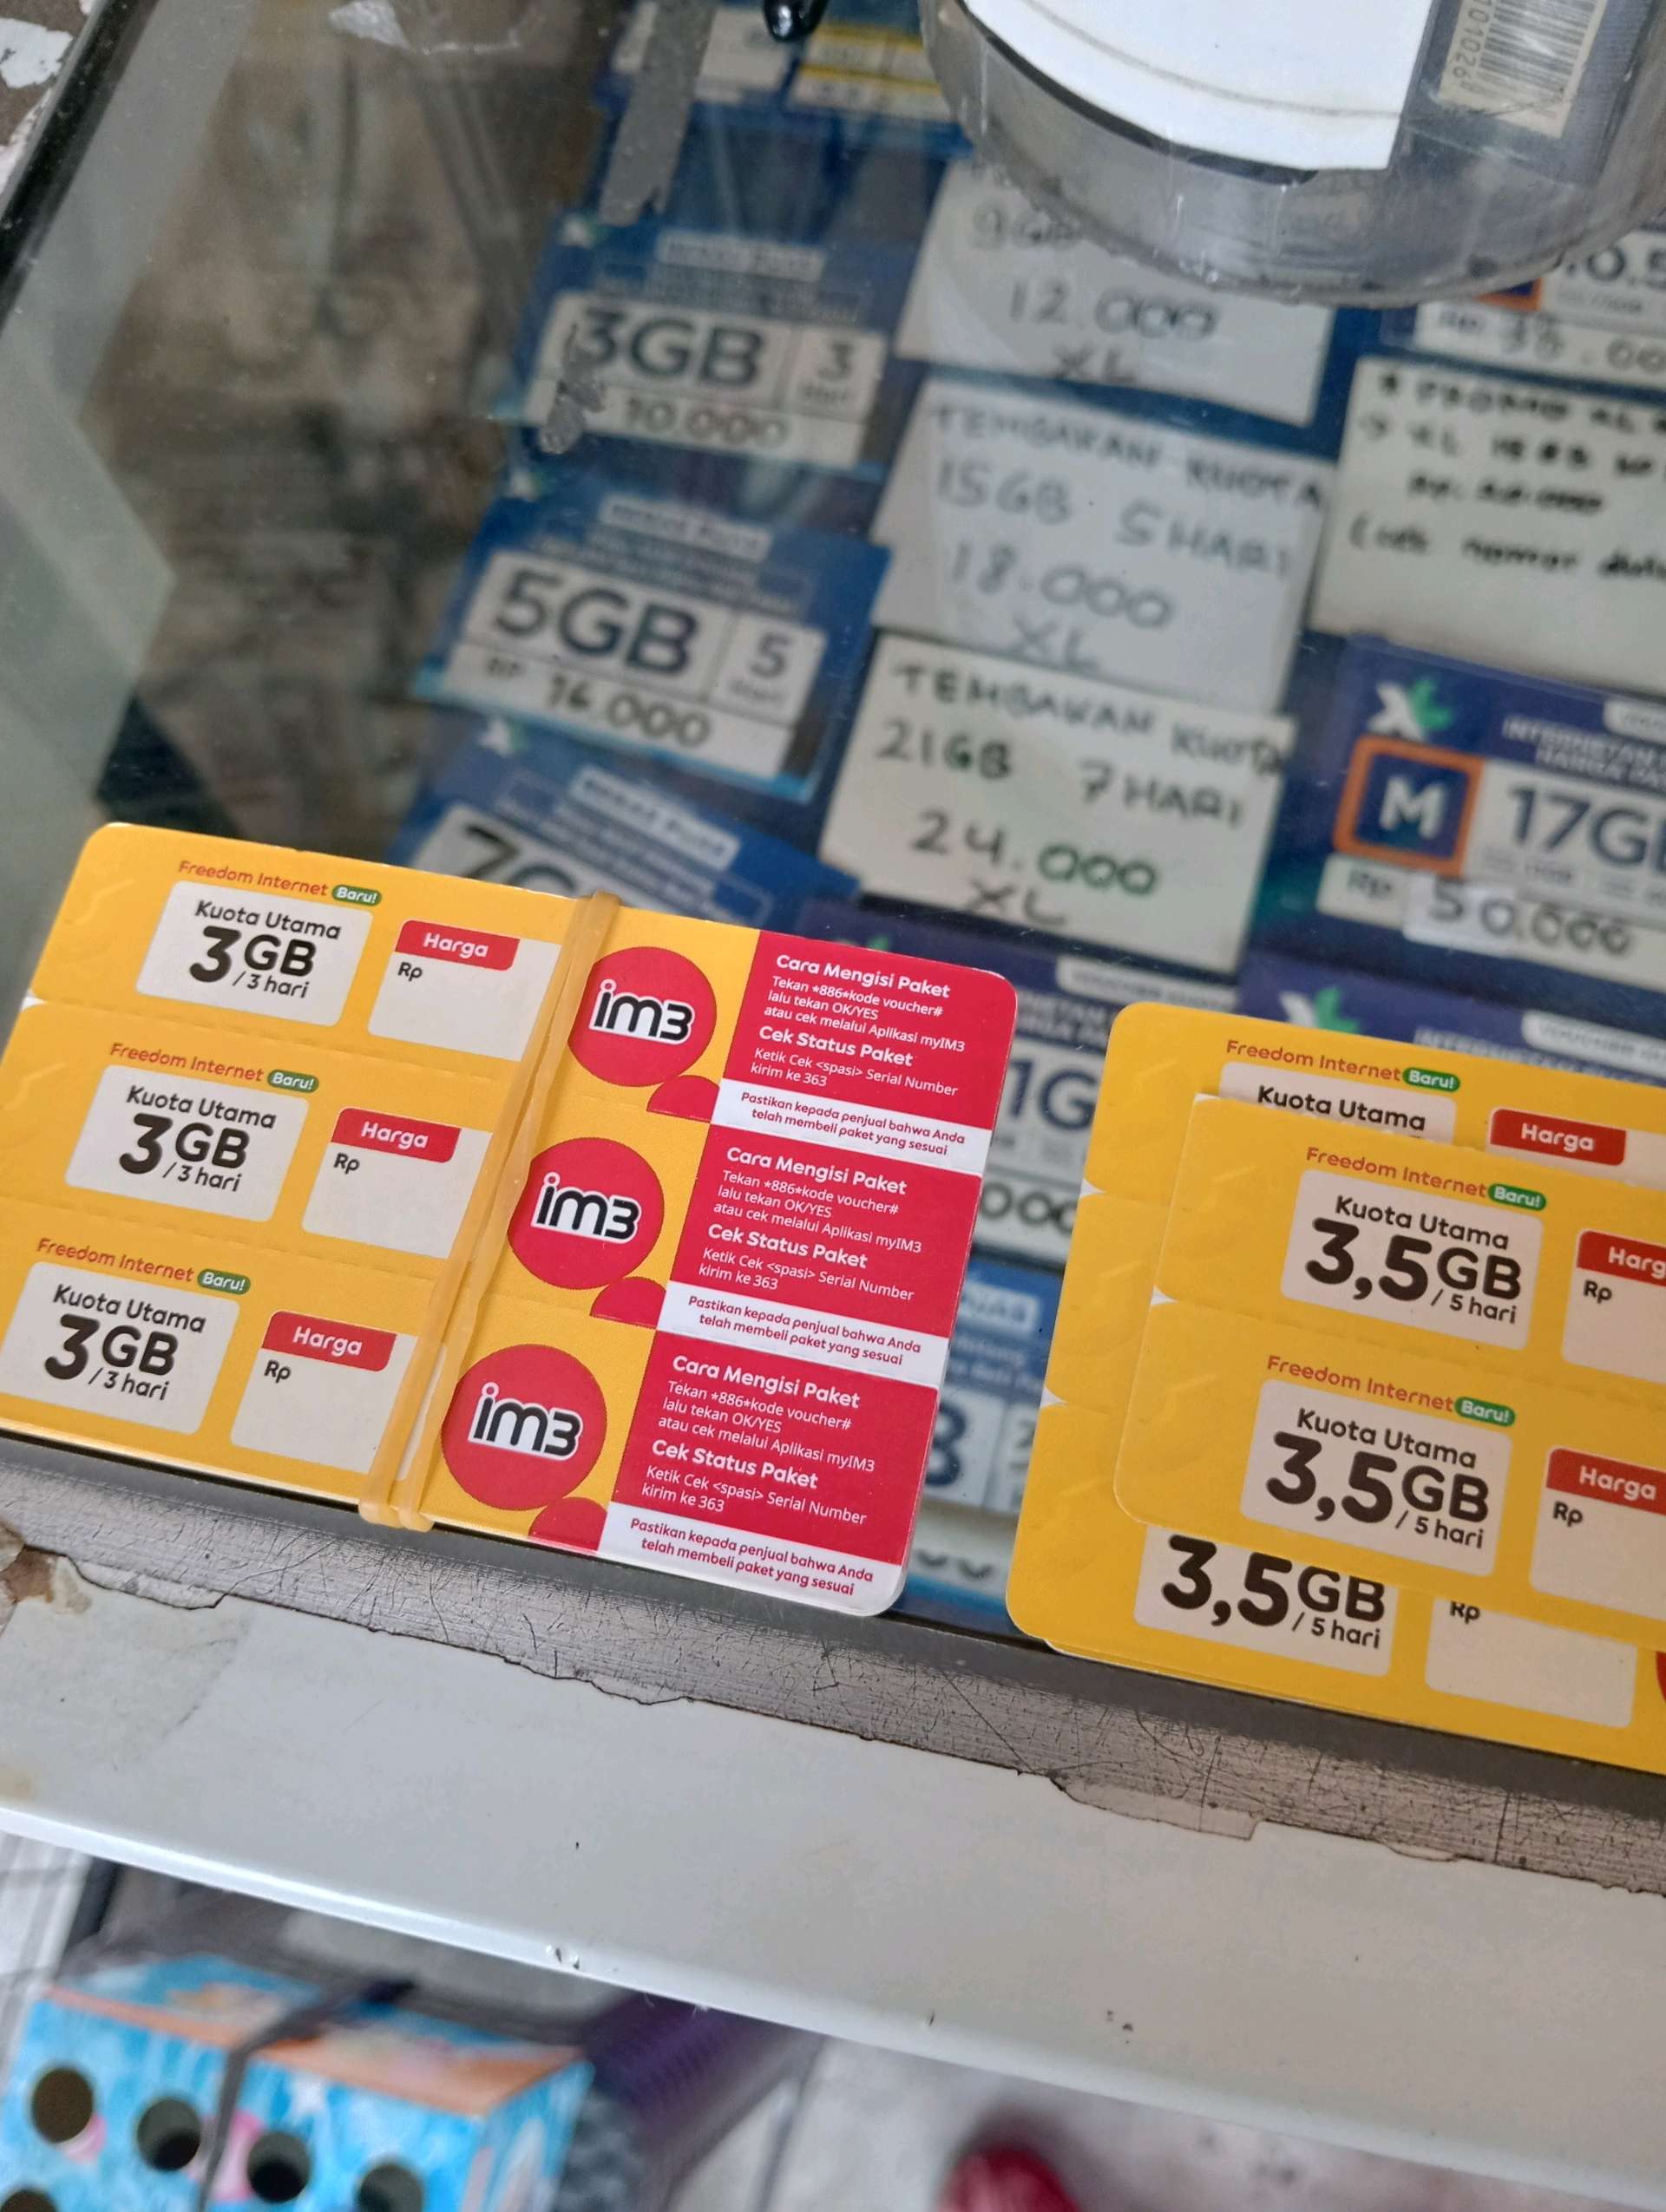 12.000
XL
3GB 3
hari
10.000
TEMBAKAN KUOTA
15GB 5 HARI
18.000
XL
5GB 5
hari
RP 16.000
TEMBAKAN KUOTA
21GB 7 HARI
24.000
XL
XL
M
Rp 50.000
Freedom Internet Baru!
Kuota Utama
3GB
/ 3 hari
Harga
Rp
im3
Cara Mengisi Paket
Tekan *886*kode voucher#
lalu tekan OK/YES
atau cek melalui Aplikasi myIM3
Cek Status Paket
Ketik Cek <spasi> Serial Number
kirim ke 363
Pastikan kepada penjual bahwa Anda
telah membeli paket yang sesuai
Freedom Internet Baru!
Kuota Utama
3GB
/ 3 hari
Harga
Rp
im3
Cara Mengisi Paket
Tekan *886*kode voucher#
lalu tekan OK/YES
atau cek melalui Aplikasi myIM3
Cek Status Paket
Ketik Cek <spasi> Serial Number
kirim ke 363
Pastikan kepada penjual bahwa Anda
telah membeli paket yang sesuai
Freedom Internet Baru!
Kuota Utama
3GB
/ 3 hari
Harga
Rp
im3
Cara Mengisi Paket
Tekan *886*kode voucher#
lalu tekan OK/YES
atau cek melalui Aplikasi myIM3
Cek Status Paket
Ketik Cek <spasi> Serial Number
kirim ke 363
Pastikan kepada penjual bahwa Anda
telah membeli paket yang sesuai
Freedom Internet Baru!
Kuota Utama
Harga
Freedom Internet Baru!
Kuota Utama
3,5GB
/ 5 hari
Rp
Freedom Internet Baru!
Kuota Utama
3,5GB
/ 5 hari
Harga
Rp
3,5GB
/ 5 hari
Rp